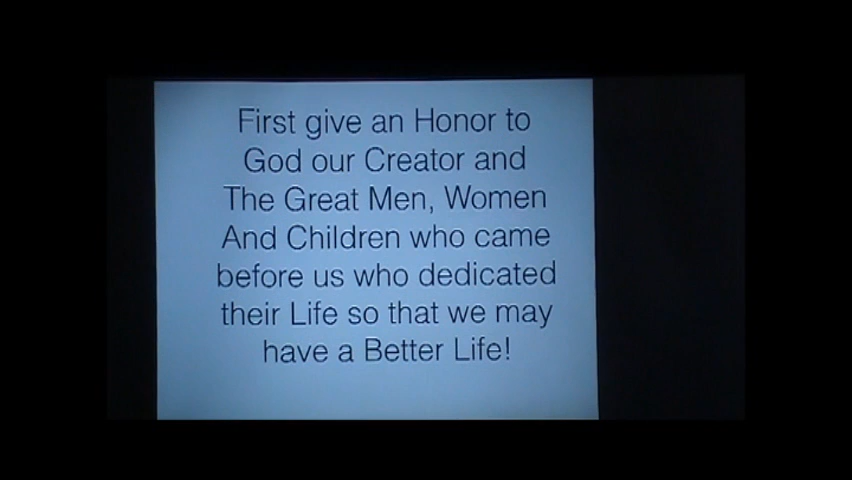 First give an Honor to
God our Creator and
The Great Men, Women
And Children who came
before us who dedicated
their Life so that we may
have a Better Life!